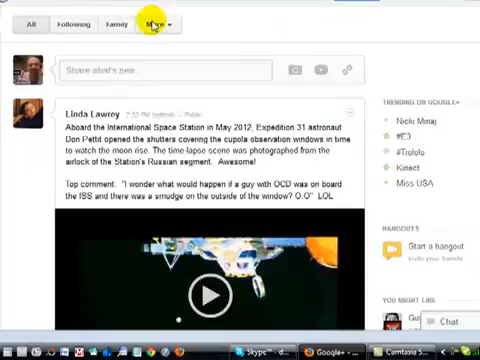 All Following Family More
Share what's new...
Linda Lawrey 2:32 PM (edited) - Public
Aboard the International Space Station in May 2012, Expedition 31 astronaut
Don Pettit opened the shutters covering the cupola observation windows in time
to watch the moon rise. The time-lapse scene was photographed from the
airlock of the Station's Russian segment. Awesome!
Top comment: "I wonder what would happen if a guy with OCD was on board
the ISS and there was a smudge on the outside of the window? O.O" LOL
TRENDING ON GOOGLE+
Nicki Minaj
#E3
#Trololo
Kinect
Miss USA
HANGOUTS
Start a hangout
Invite your friends
YOU MIGHT LIKE
Chat
Skype™ - d...
Google+ - ...
Camtasia S...